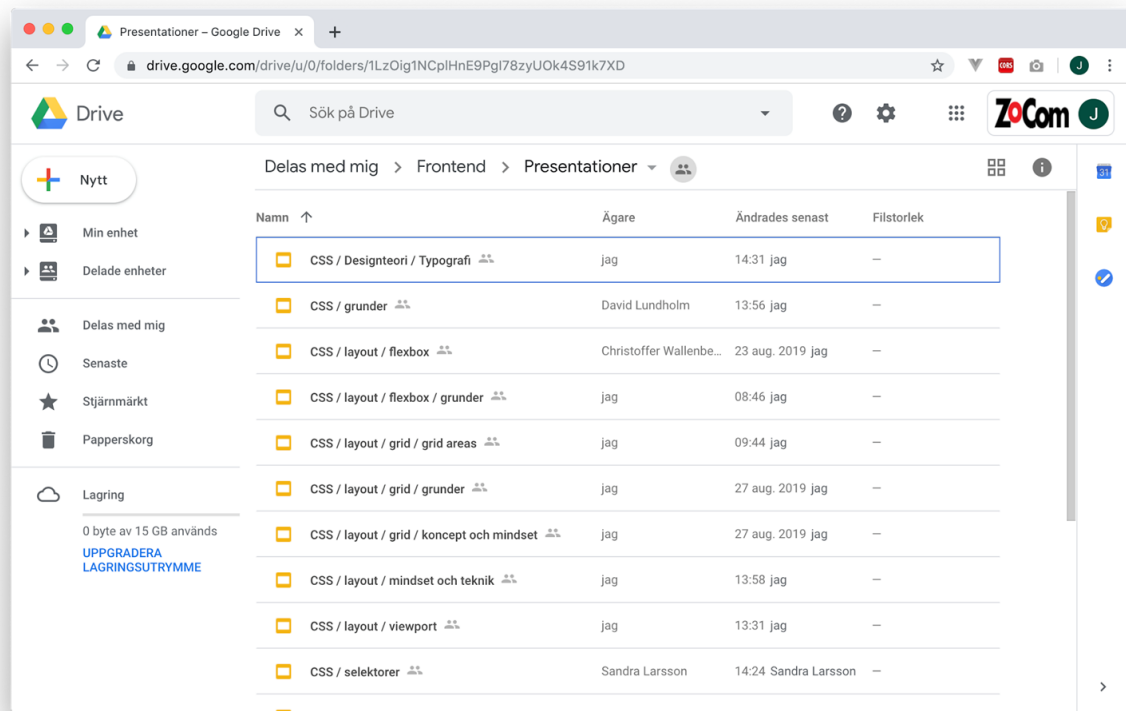 Presentationer – Google Drive
drive.google.com/drive/u/0/folders/1LzOig1NCplHnE9Pgl78zyUOk4S91k7XD
CORS
J
Drive
Sök på Drive
ZoCom
J
Nytt
Delas med mig > Frontend > Presentationer
31
Min enhet
Delade enheter
Delas med mig
Senaste
Stjärnmärkt
Papperskorg
Lagring
0 byte av 15 GB används
UPPGRADERA
LAGRINGSUTRYMME
Namn Ägare Ändrades senast Filstorlek
CSS / Designteori / Typografi jag 14:31 jag —
CSS / grunder David Lundholm 13:56 jag —
CSS / layout / flexbox Christoffer Wallenbe... 23 aug. 2019 jag —
CSS / layout / flexbox / grunder jag 08:46 jag —
CSS / layout / grid / grid areas jag 09:44 jag —
CSS / layout / grid / grunder jag 27 aug. 2019 jag —
CSS / layout / grid / koncept och mindset jag 27 aug. 2019 jag —
CSS / layout / mindset och teknik jag 13:58 jag —
CSS / layout / viewport jag 13:31 jag —
CSS / selektorer Sandra Larsson 14:24 Sandra Larsson —